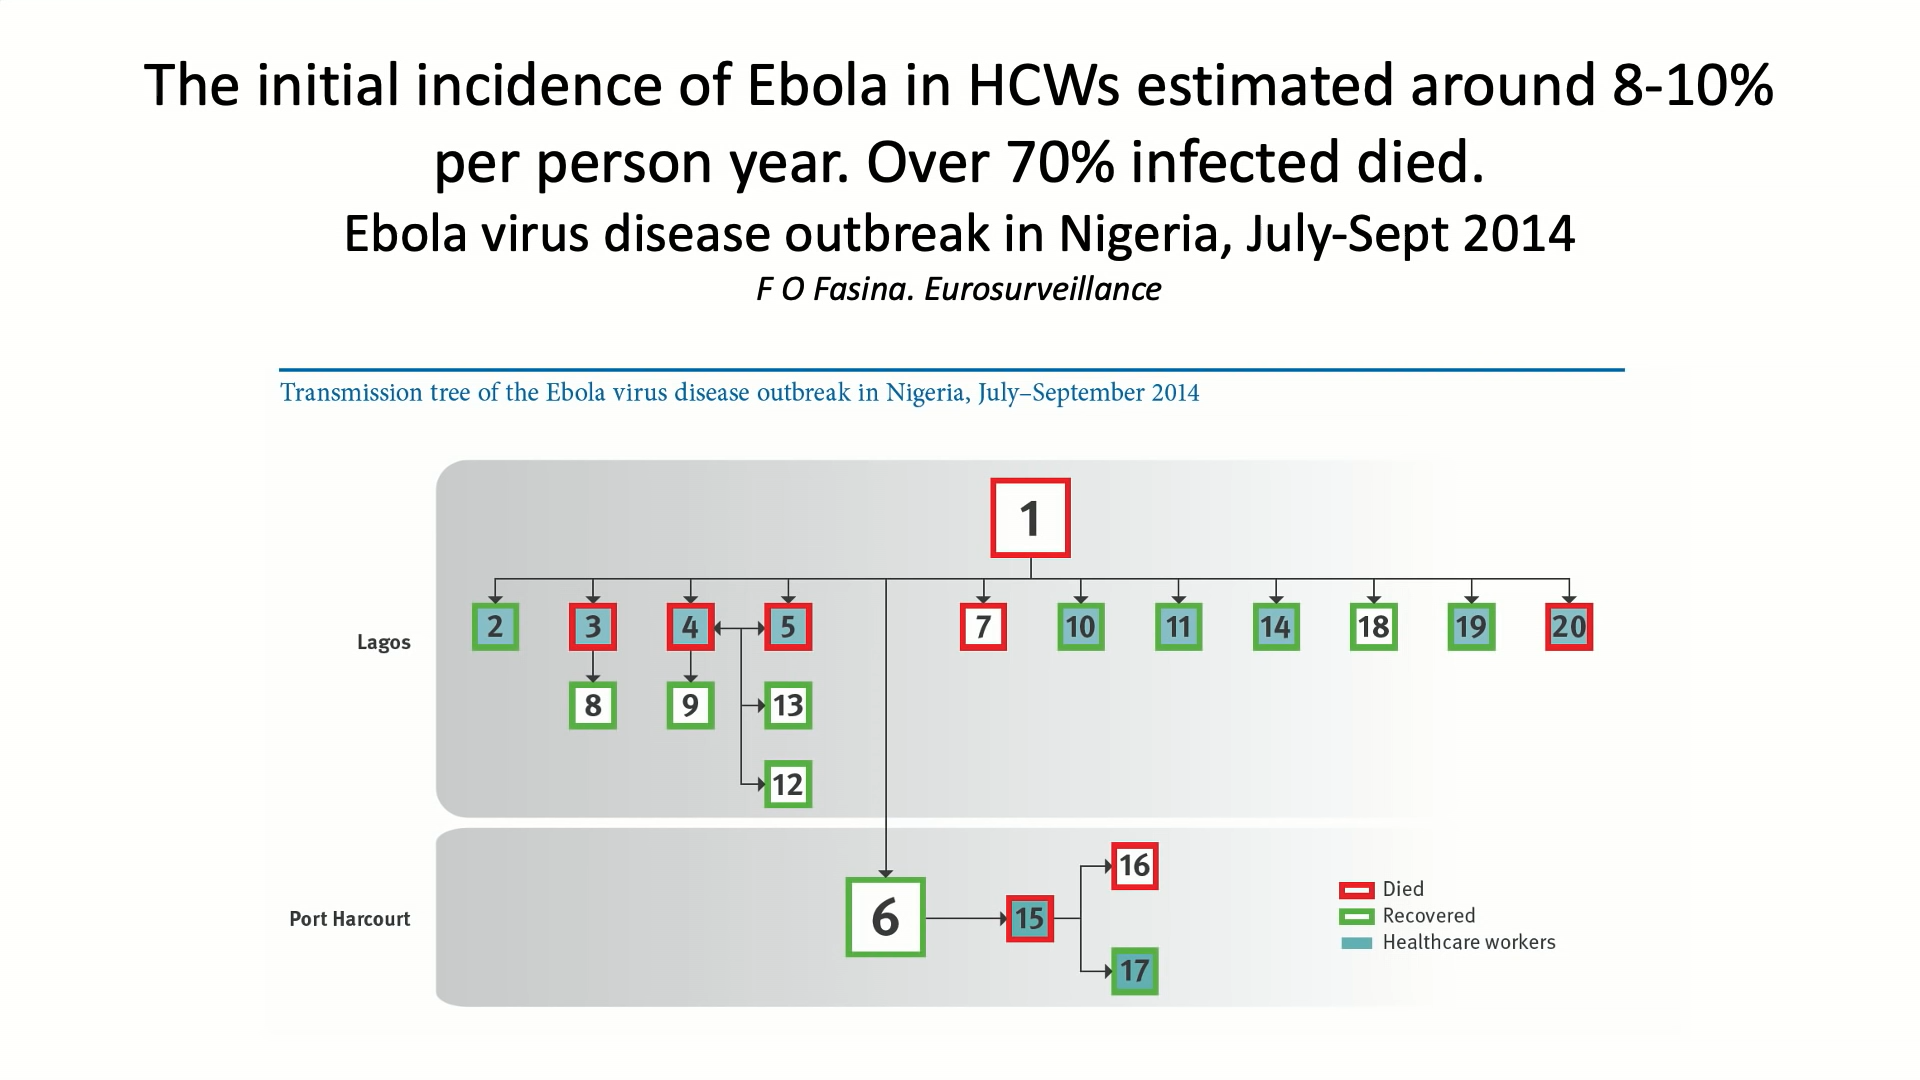 The initial incidence of Ebola in HCWs estimated around 8-10%
per person year. Over 70% infected died.
Ebola virus disease outbreak in Nigeria, July-Sept 2014
F O Fasina. Eurosurveillance
Transmission tree of the Ebola virus disease outbreak in Nigeria, July–September 2014
1
Lagos
2 3 4 5 7 10 11 14 18 19 20
8 9 13
12
Port Harcourt
6 15 16
17
Died
Recovered
Healthcare workers